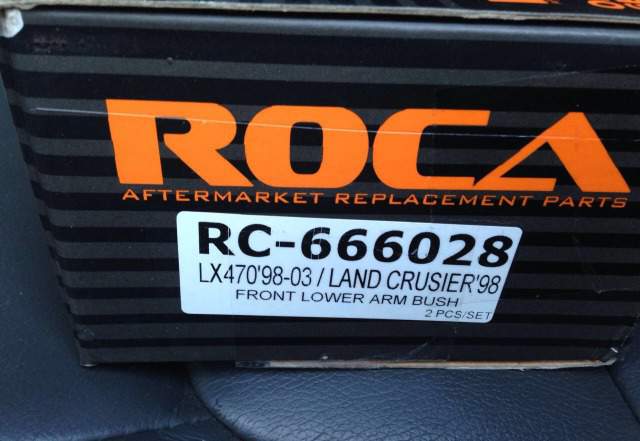 ROCA
AFTERMARKET REPLACEMENT PARTS
RC-666028
LX470'98-03 / LAND CRUSIER'98
FRONT LOWER ARM BUSH
2 PCS/SET